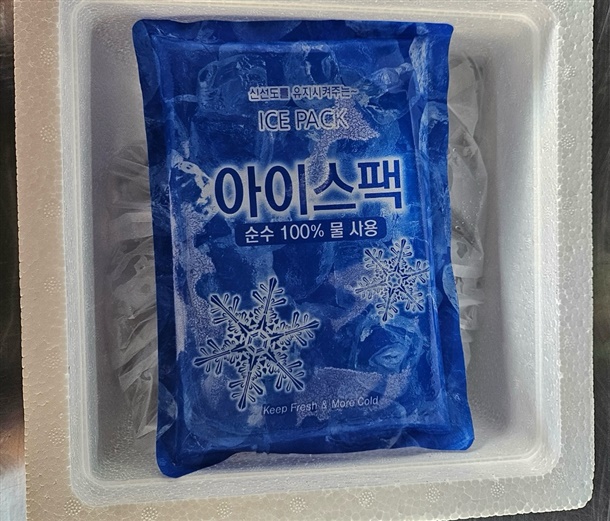 신선도를 유지시켜주는~
ICE PACK
아이스팩
순수 100% 물 사용
Keep Fresh & More Cold